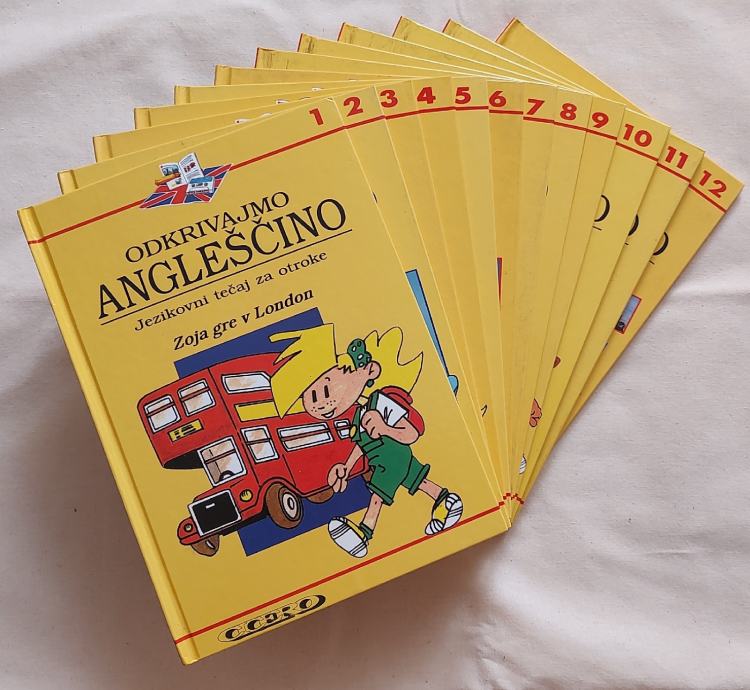 1 2 3 4 5 6 7 8 9 10 11 12
ODKRIVAJMO
ANGLEŠČINO
Jezikovni tečaj za otroke
Zoja gre v London
O
O
O